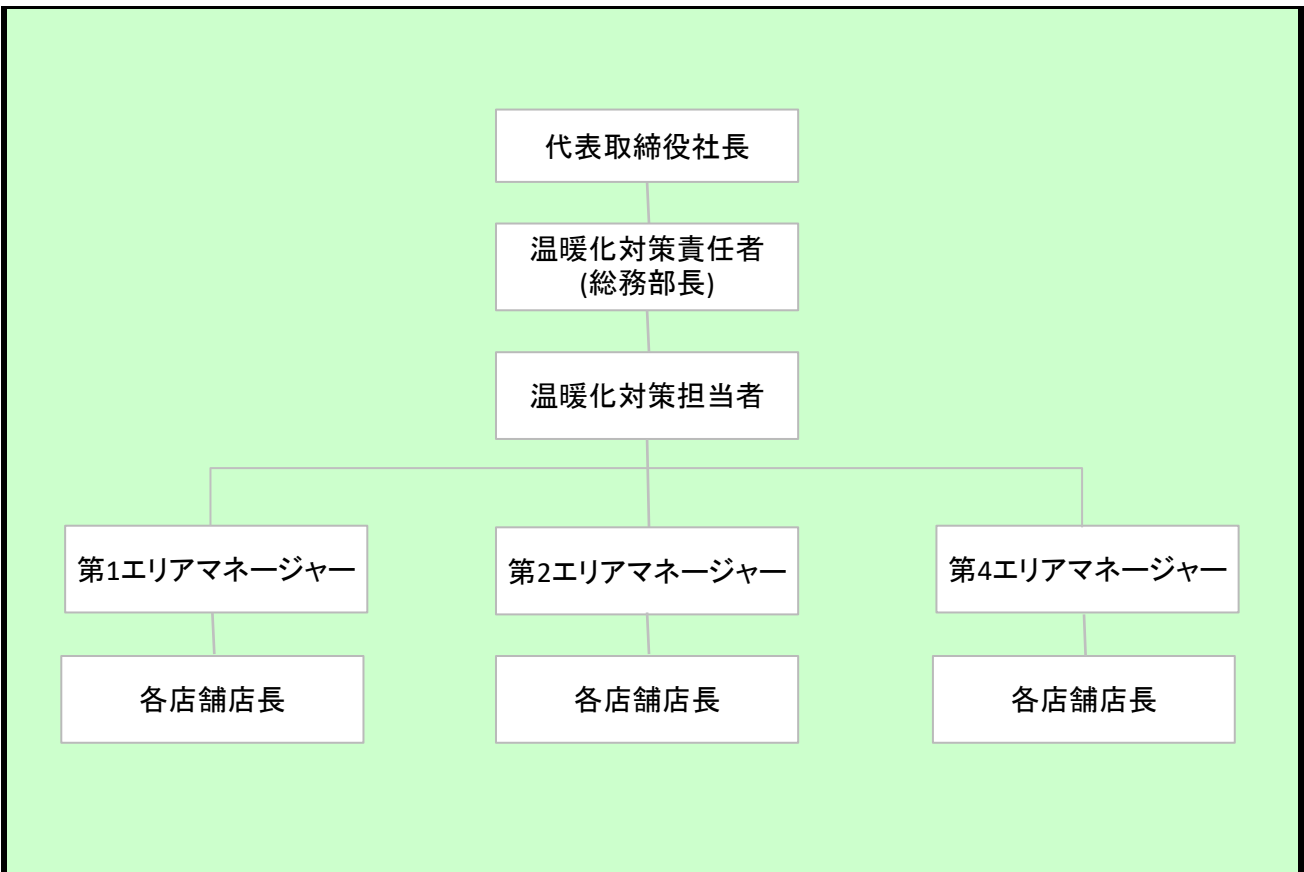 代表取締役社長
温暖化対策責任者
(総務部長)
温暖化対策担当者
第1エリアマネージャー
第2エリアマネージャー
第4エリアマネージャー
各店舗店長
各店舗店長
各店舗店長